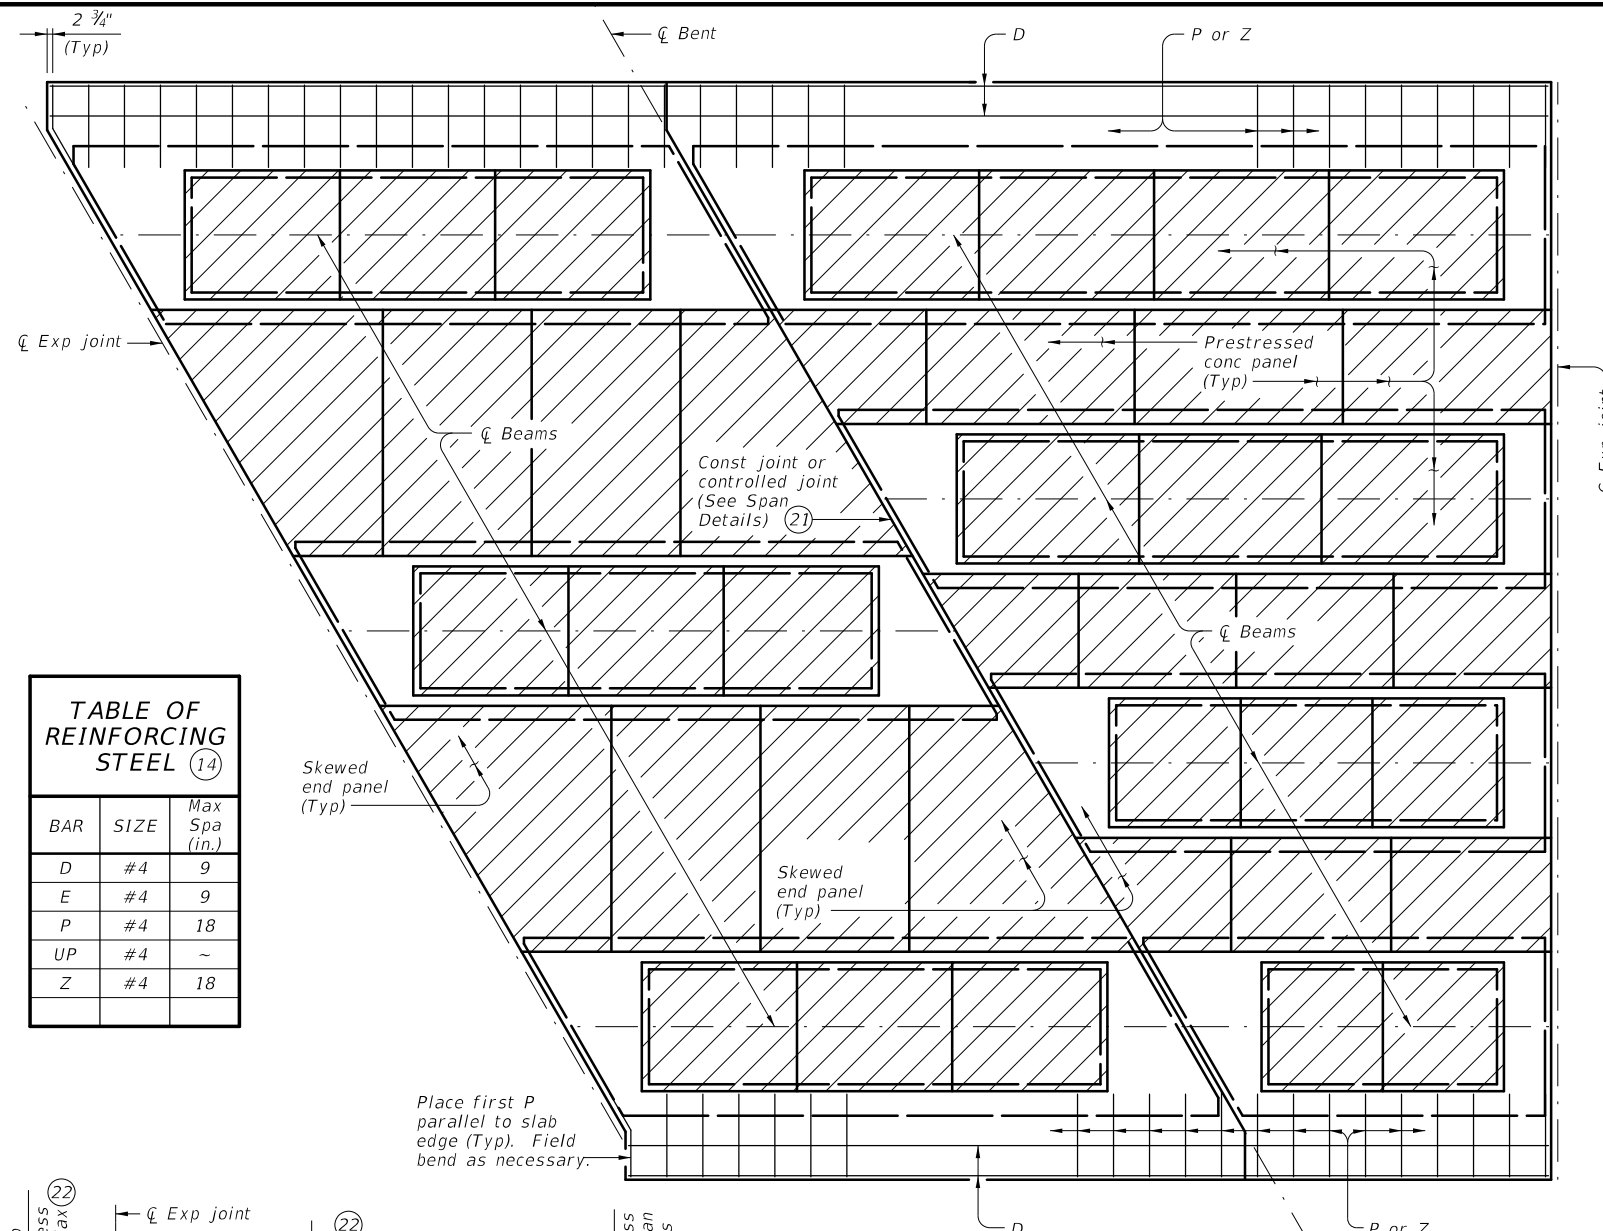 2 ¾"
(Typ)
℄ Bent
D
P or Z
℄ Exp joint
Prestressed
conc panel
(Typ)
℄ Exp joint
℄ Beams
Const joint or
controlled joint
(See Span
Details) 21
℄ Beams
TABLE OF
REINFORCING
STEEL 14
BAR SIZE Max Spa (in.)
D #4 9
E #4 9
P #4 18
UP #4 ~
Z #4 18
Skewed
end panel
(Typ)
Skewed
end panel
(Typ)
Place first P
parallel to slab
edge (Typ). Field
bend as necessary.
22
℄ Exp joint
22
D
P or Z